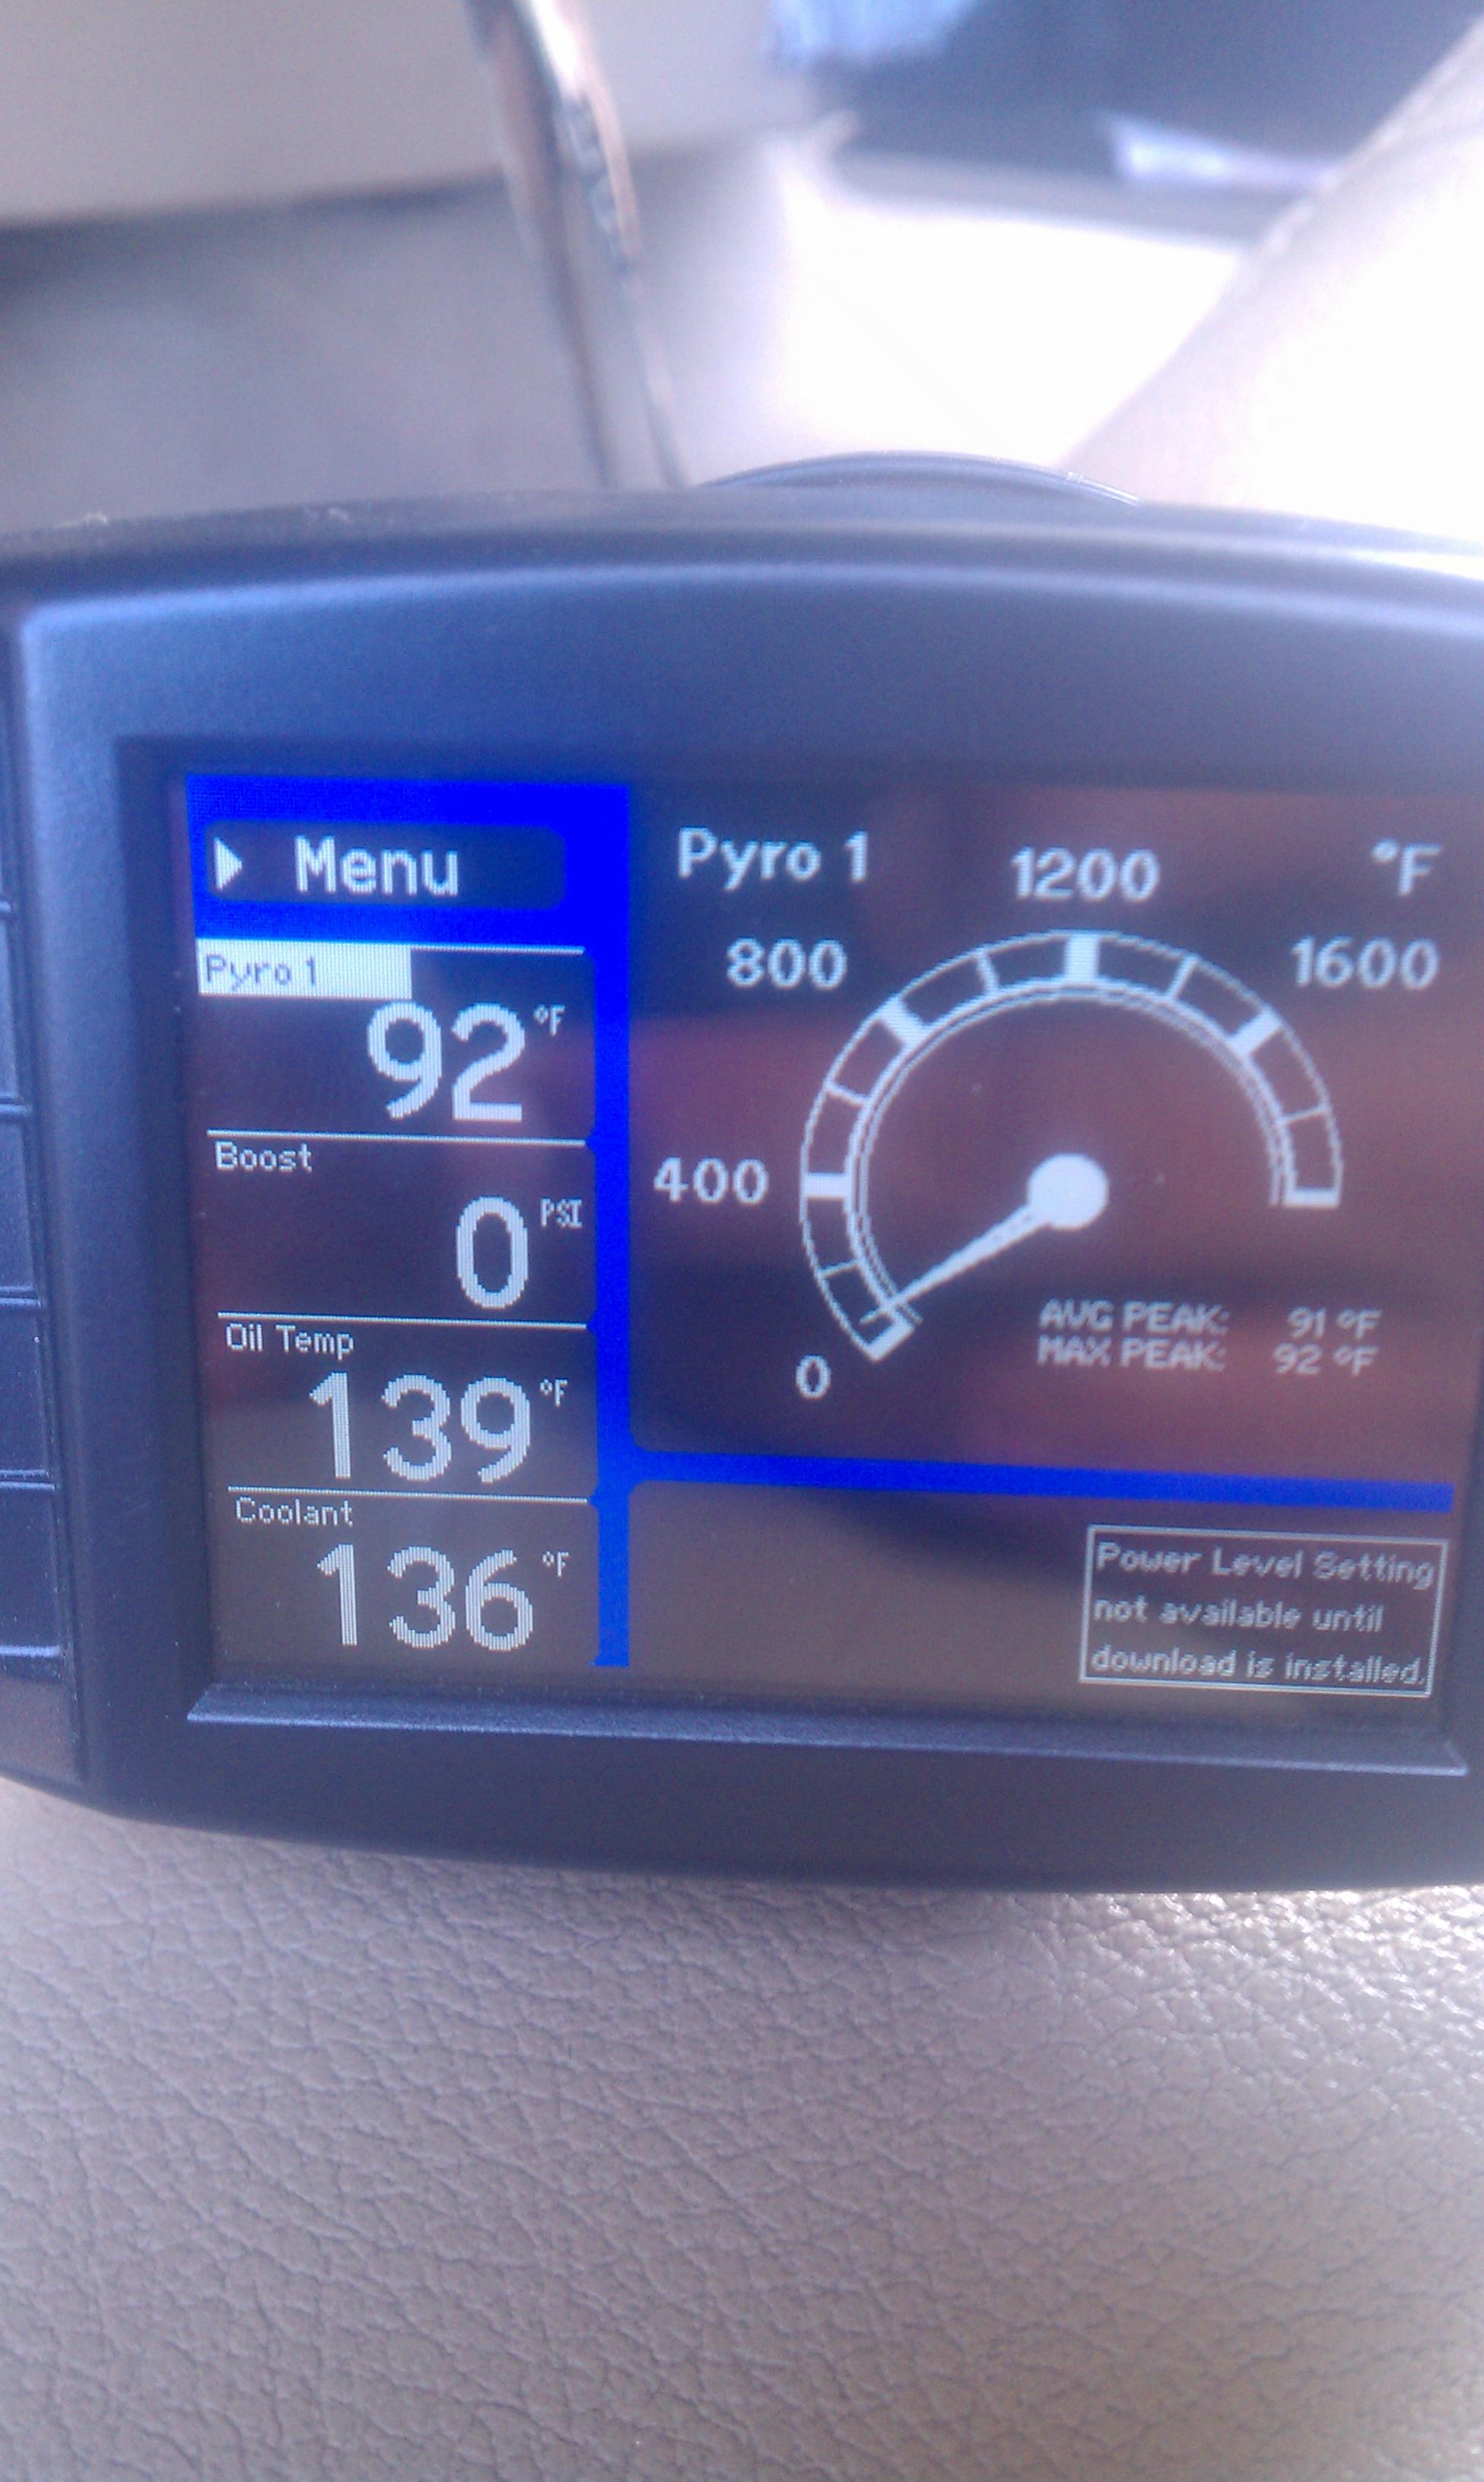 Menu
Pyro 1
92 °F
Boost
0 PSI
Oil Temp
139 °F
Coolant
136 °F
Pyro 1
°F
1200
800
1600
400
0
AVG PEAK: 91 °F
MAX PEAK: 92 °F
Power Level Setting
not available until
download is installed.